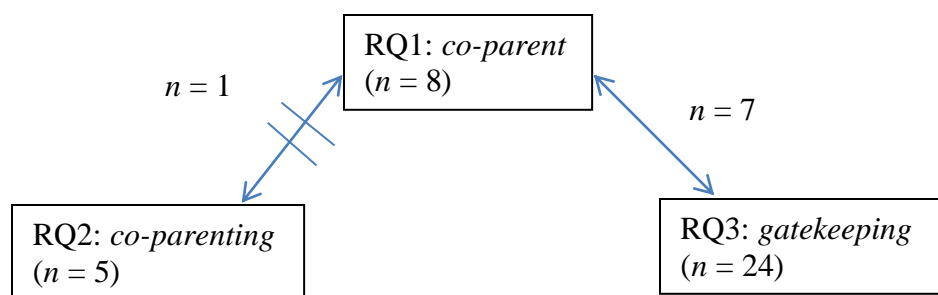 RQ1: co-parent
(n = 8)
n = 1
n = 7
RQ2: co-parenting
(n = 5)
RQ3: gatekeeping
(n = 24)